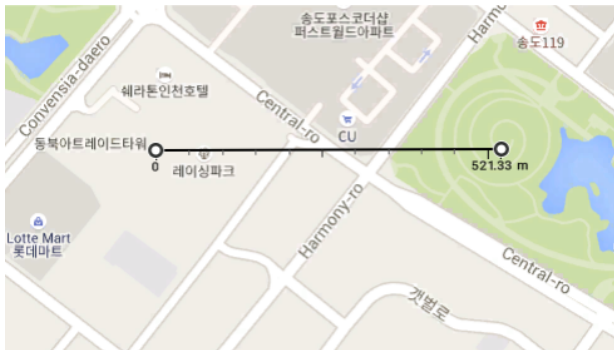 송도포스코더샵
퍼스트월드아파트
Harmo
송도119
Convensia-daero
쉐라톤인천호텔
Central-ro
CU
동북아트레이드타워
0
레이싱파크
521.33 m
Harmony-ro
Lotte Mart
롯데마트
Central-ro
갯벌로